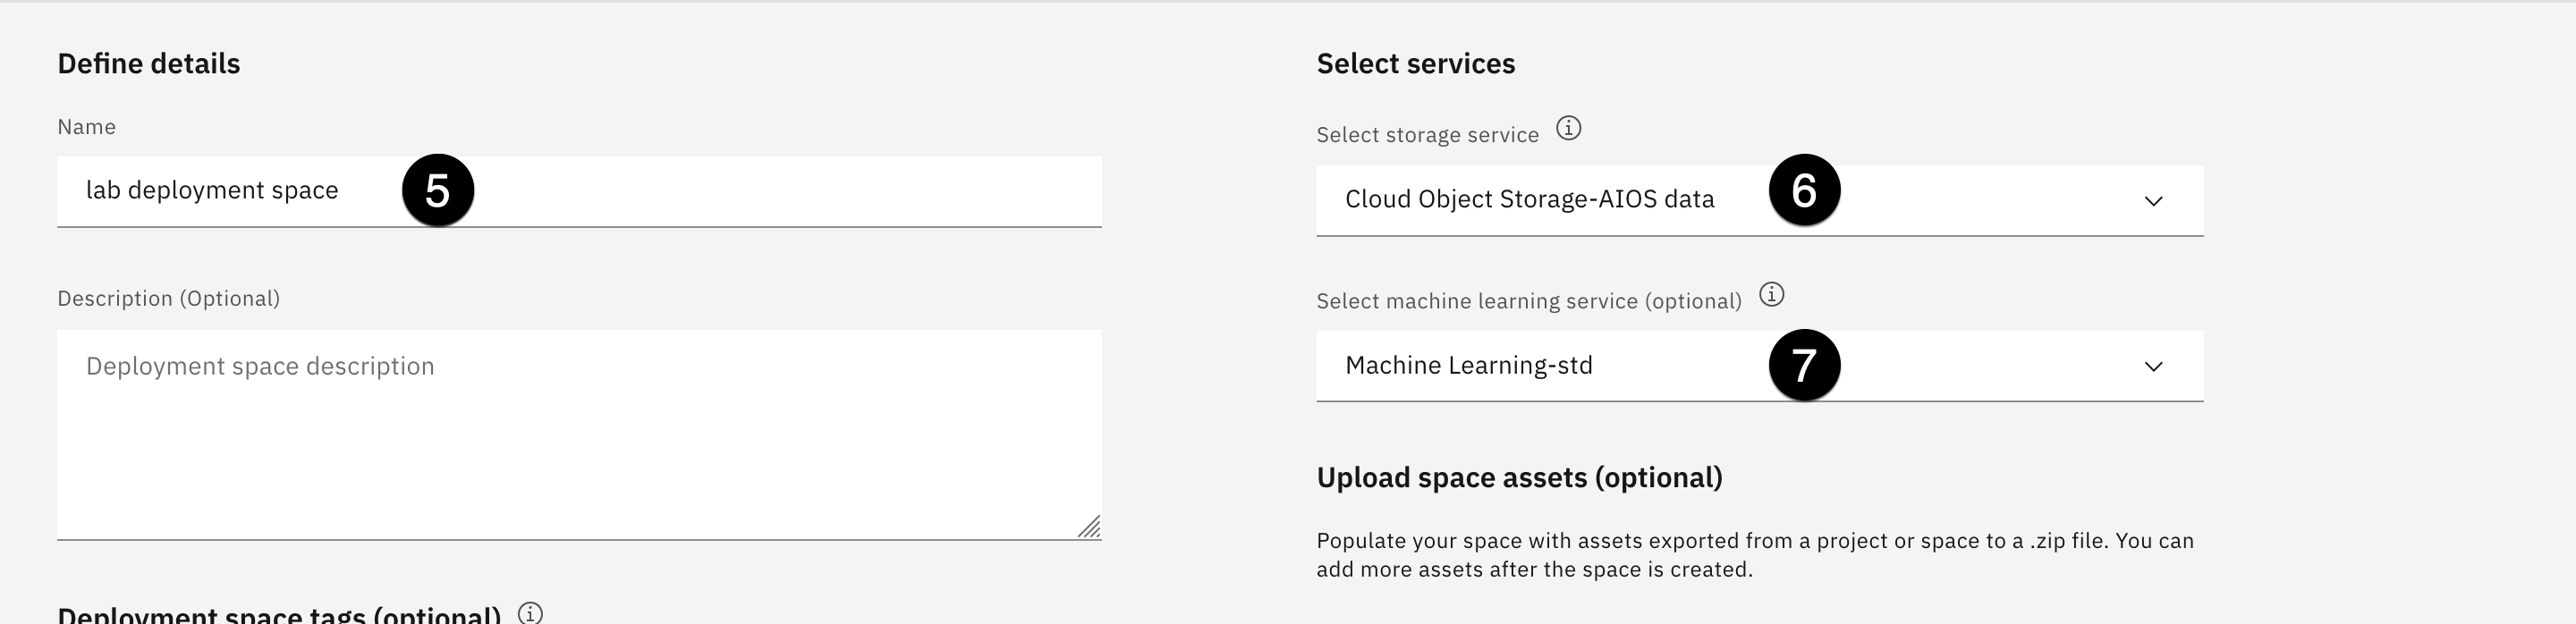 Define details
Name
lab deployment space
5
Description (Optional)
Deployment space description
Deployment space tags (optional)
Select services
Select storage service
Cloud Object Storage-AIOS data
6
Select machine learning service (optional)
Machine Learning-std
7
Upload space assets (optional)
Populate your space with assets exported from a project or space to a .zip file. You can
add more assets after the space is created.